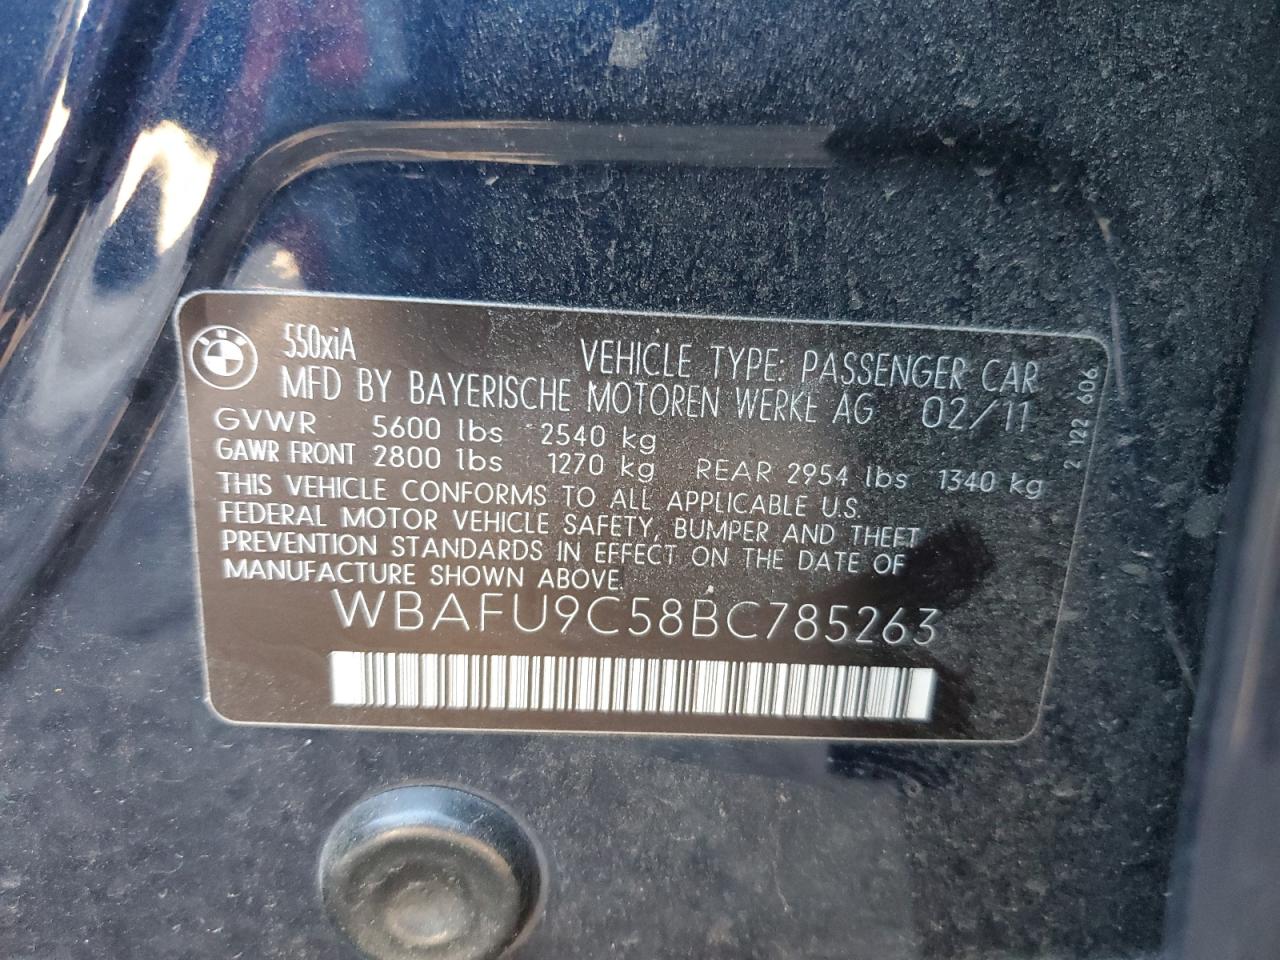 550xiA
VEHICLE TYPE: PASSENGER CAR
MFD BY BAYERISCHE MOTOREN WERKE AG 02/11
GVWR 5600 lbs 2540 kg
GAWR FRONT 2800 lbs 1270 kg REAR 2954 lbs 1340 kg
THIS VEHICLE CONFORMS TO ALL APPLICABLE U.S.
FEDERAL MOTOR VEHICLE SAFETY, BUMPER AND THEFT
PREVENTION STANDARDS IN EFFECT ON THE DATE OF
MANUFACTURE SHOWN ABOVE.
WBAFU9C58BC785263
2 122 606